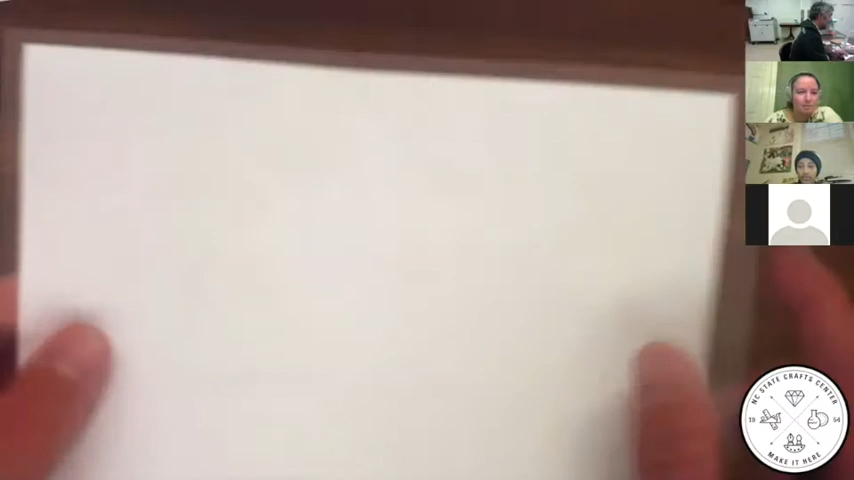 NC STATE CRAFTS CENTER
19 54
MAKE IT HERE